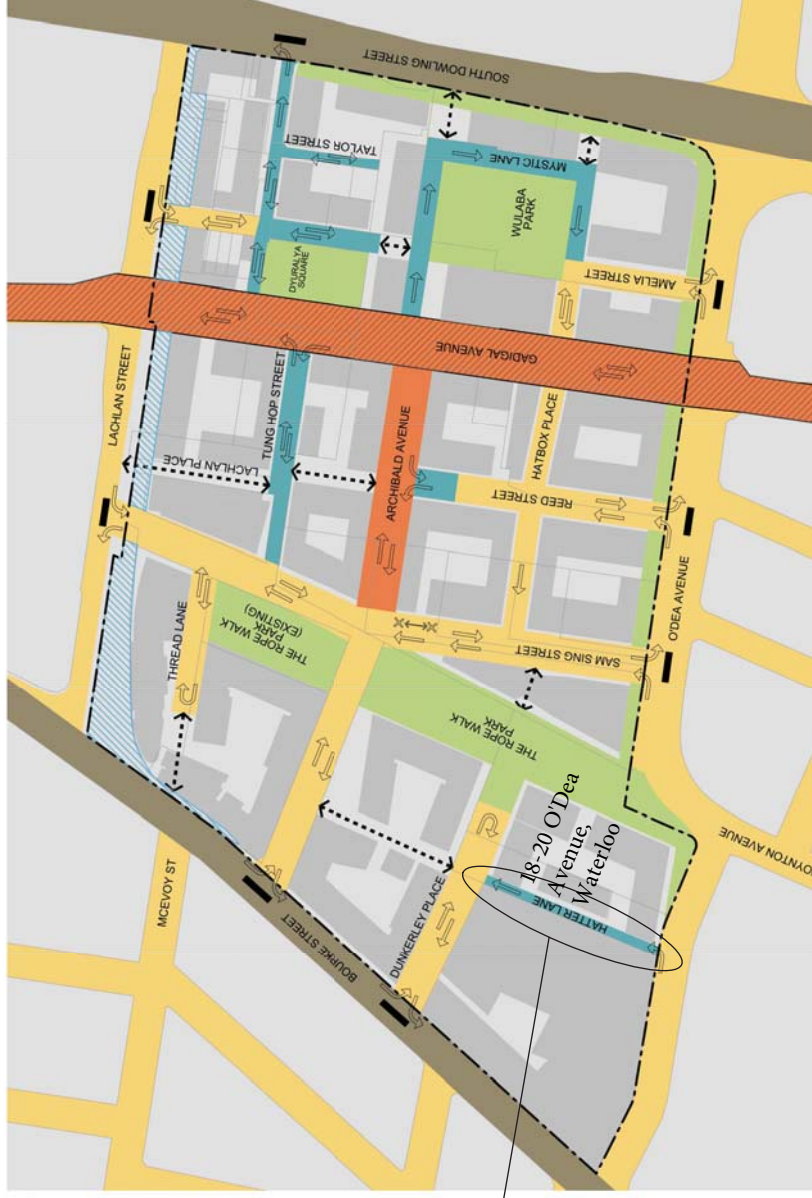 SOUTH DOWLING STREET
TAYLOR STREET
MYSTIC LANE
WULABA
PARK
DYURALYA
SQUARE
AMELIA STREET
GADIGAL AVENUE
LACHLAN STREET
TUNG HOP STREET
LACHLAN PLACE
ARCHIBALD AVENUE
HATBOX PLACE
REED STREET
O'DEA AVENUE
THREAD LANE
THE ROPE WALK
PARK
(EXISTING)
SAM SING STREET
THE ROPE WALK
PARK
MCEVOY ST
BOURKE STREET
DUNKERLEY PLACE
18-20 O'Dea
Avenue,
Waterloo
HATTER LANE
OYNTON AVENUE